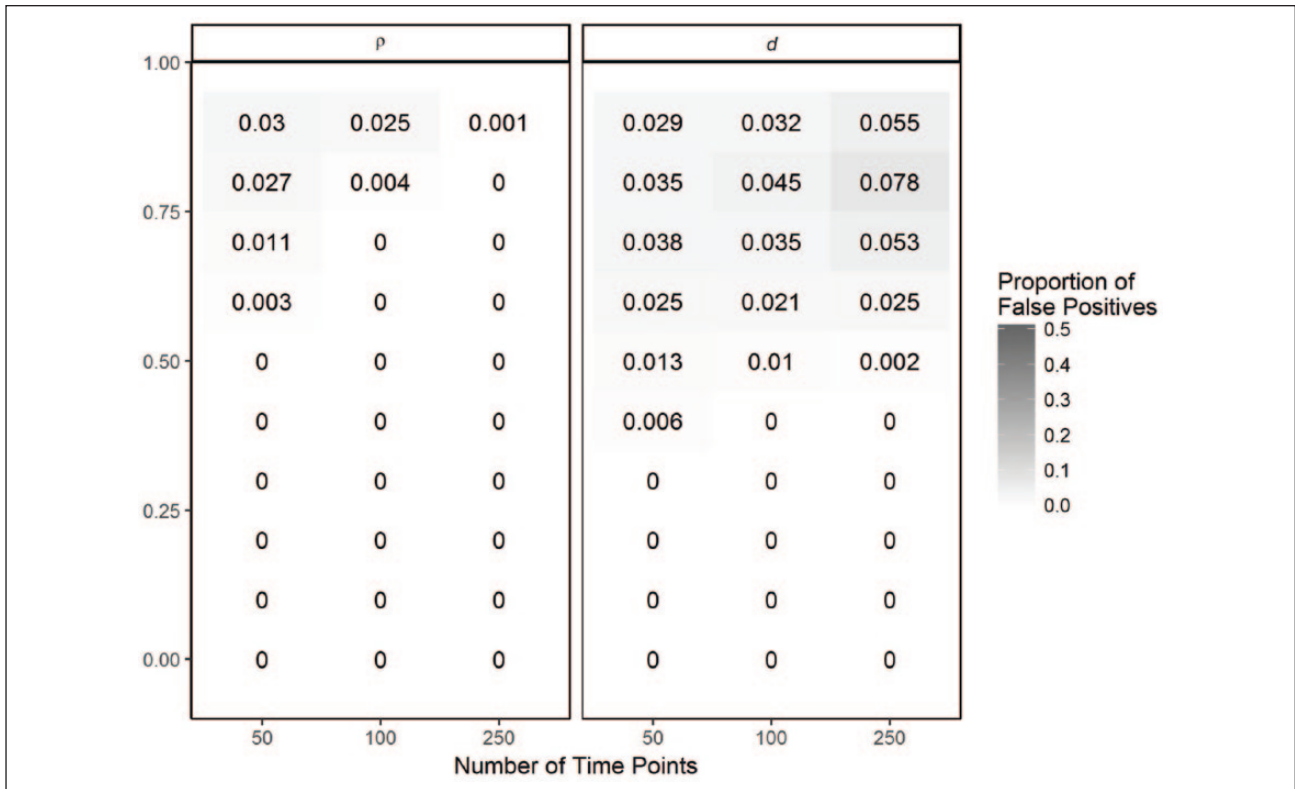 ρ d
1.00
0.03 0.025 0.001 0.029 0.032 0.055
0.027 0.004 0 0.035 0.045 0.078
0.75
0.011 0 0 0.038 0.035 0.053
Proportion of
False Positives
0.003 0 0 0.025 0.021 0.025
0.5
0.50 0 0 0 0.013 0.01 0.002
0.4
0 0 0 0.006 0 0
0.3
0.2
0 0 0 0 0 0
0.1
0.25
0.0
0 0 0 0 0 0
0 0 0 0 0 0
0.00 0 0 0 0 0 0
50 100 250 50 100 250
Number of Time Points